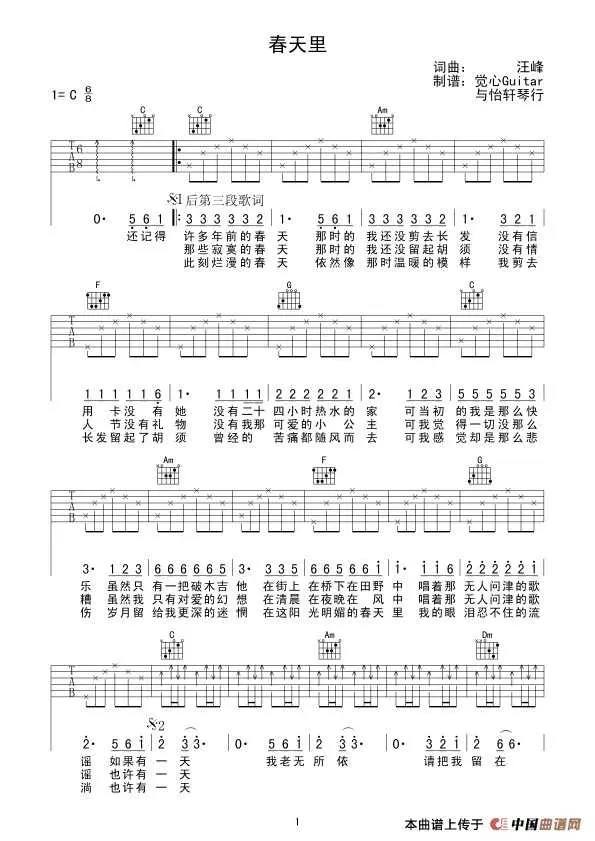 春天里
词曲： 汪峰
制谱：觉心Guitar
与怡轩琴行
1= C 6/8
C C Am
T A B 6 8
𝄋1 后第三段歌词
0· 5 6 1 3 3 3 3 3 2 1· 5 6 1 3 3 3 3 3 2 1· 3 2 1
还记得 许多年前的春 天 那时的 我还没剪去长 发 没有信
那些寂寞的春 天 那时的 我还没留起胡 须 没有情
此刻烂漫的春 天 依然像 那时温暖的模 样 我剪去
F G C
T A B
1 1 1 1 1 6 1· 1 1 1 1 2 2 2 2 2 1 2· 1 2 3 5 5 5 5 5 3
用 卡没 有 她 没有二十 四小时热水的 家 可当初 的我是那么快
人 节没有礼 物 没有我那 可爱的小 公 主 可我觉 得一切没那么
长发留起了胡 须 曾经的 苦痛都随风而 去 可我感 觉却是那么悲
Am F G
T A B
3· 1 2 3 6 6 6 6 6 5 6· 3 3 5 6 6 6 6 2 1 1· 1 1 2 2 2 2 2 1
乐 虽然只 有一把破木吉 他 在街上 在桥下在田野 中 唱着那 无人问津的歌
糟 虽然我 只有对爱的幻 想 在清晨 在夜晚在 风 中 唱着那 无人问津的歌
伤 岁月留 给我更深的迷 惘 在这阳 光明媚的春天 里 我的眼 泪忍不住的流
C Am Dm
T A B
𝄋2
2· 5 6 1 3· 2 3 3· 0· 5 6 1 2· 1 2 0· 5 6 1 2 6 6·
谣 如果有 一 天 我老无 所 依 请把我 留 在
谣 也许有 一 天
淌 也许有 一 天
1
本曲谱上传于 中国曲谱网